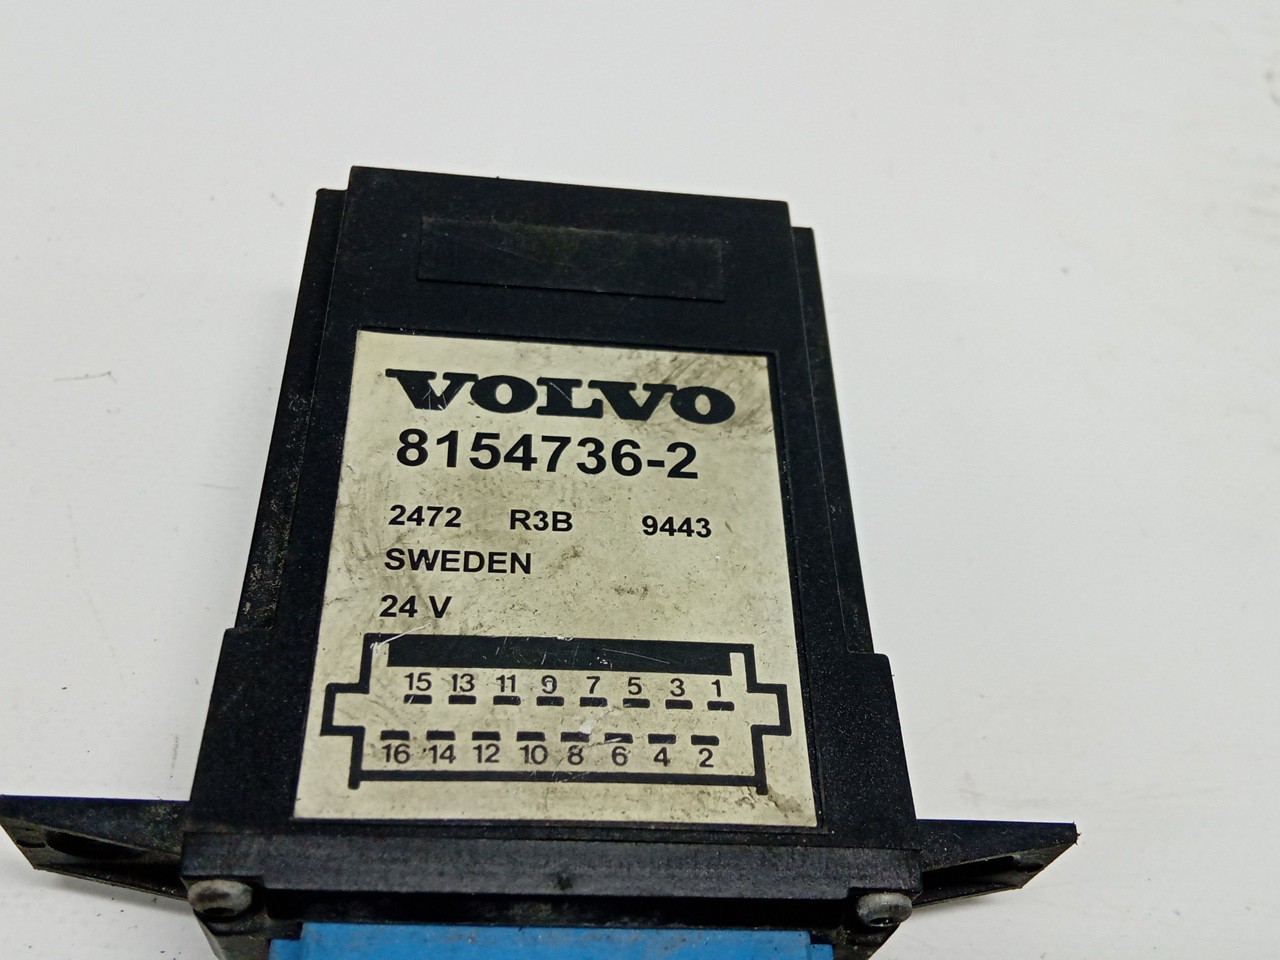 VOLVO
8154736-2
2472 R3B 9443
SWEDEN
24 V
15 13 11 9 7 5 3 1
16 14 12 10 8 6 4 2